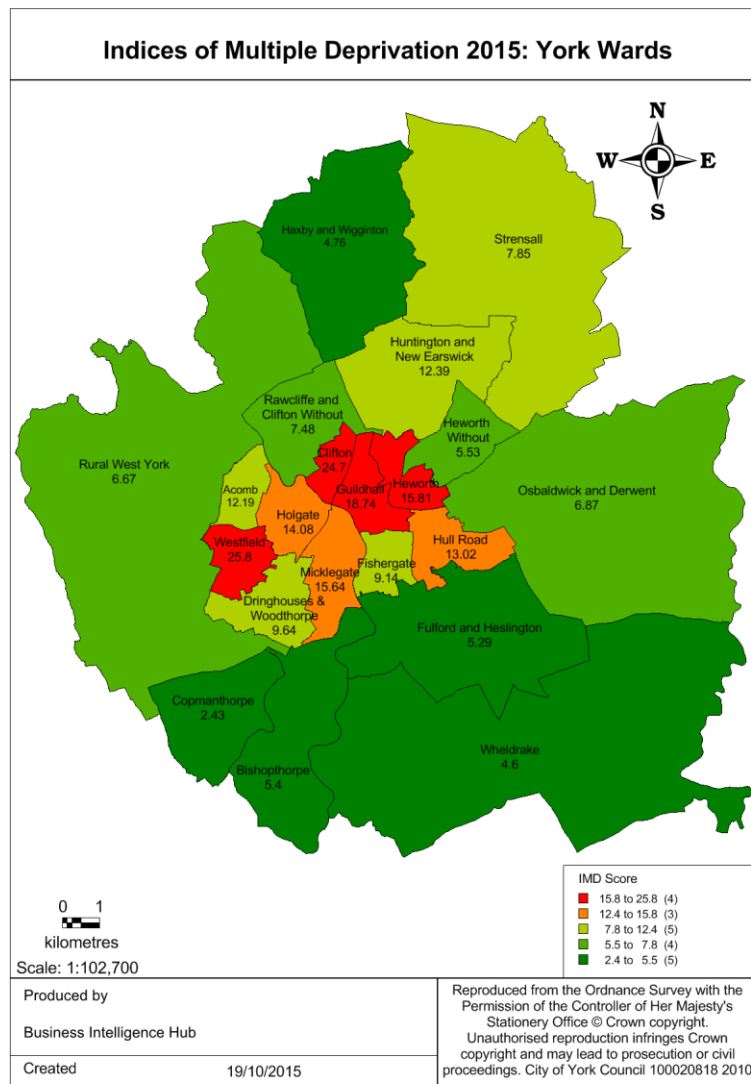 Indices of Multiple Deprivation 2015: York Wards
N
W
E
S
Haxby and Wigginton
4.76
Strensall
7.85
Huntington and
New Earswick
12.39
Rawcliffe and
Clifton Without
7.48
Heworth
Without
5.53
Rural West York
6.67
Clifton
24.7
Guildhall
18.74
Heworth
15.81
Osbaldwick and Derwent
6.87
Acomb
12.19
Holgate
14.08
Hull Road
13.02
Westfield
25.8
Micklegate
15.64
Fishergate
9.14
Dringhouses &
Woodthorpe
9.64
Fulford and Heslington
5.29
Copmanthorpe
2.43
Bishopthorpe
5.4
Wheldrake
4.6
IMD Score
15.8 to 25.8 (4)
12.4 to 15.8 (3)
7.8 to 12.4 (5)
5.5 to 7.8 (4)
2.4 to 5.5 (5)
0 1
kilometres
Scale: 1:102,700
Produced by
Business Intelligence Hub
Created 19/10/2015
Reproduced from the Ordnance Survey with the
Permission of the Controller of Her Majesty's
Stationery Office © Crown copyright.
Unauthorised reproduction infringes Crown
copyright and may lead to prosecution or civil
proceedings. City of York Council 100020818 2010